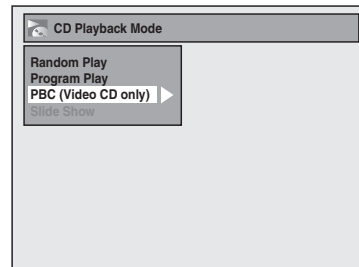 CD Playback Mode
Random Play
Program Play
PBC (Video CD only)
Slide Show